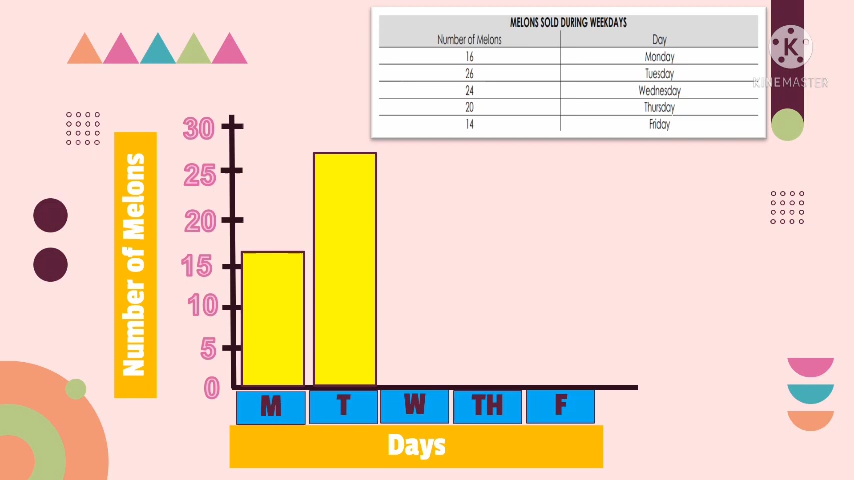 MELONS SOLD DURING WEEKDAYS
Number of Melons Day
16 Monday
26 Tuesday
24 Wednesday
20 Thursday
14 Friday
K
KINEMASTER
Number of Melons
30
25
20
15
10
5
0
M T W TH F
Days